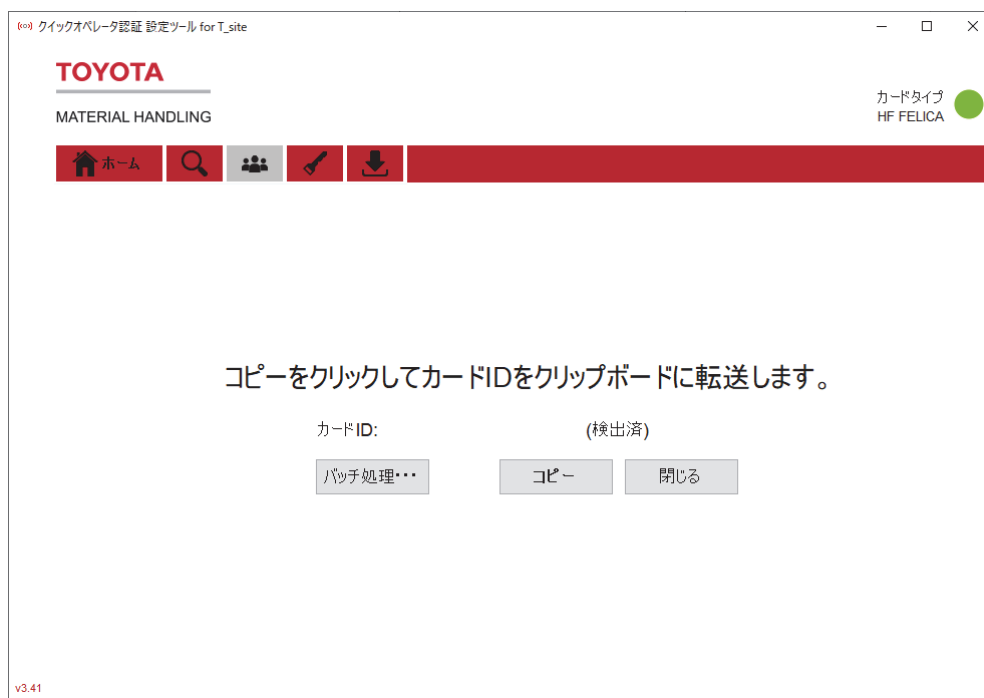 クイックオペレータ認証 設定ツール for T_site
TOYOTA
MATERIAL HANDLING
カードタイプ
HF FELICA
ホーム
コピーをクリックしてカードIDをクリップボードに転送します。
カードID: (検出済)
バッチ処理･･･ コピー 閉じる
v3.41